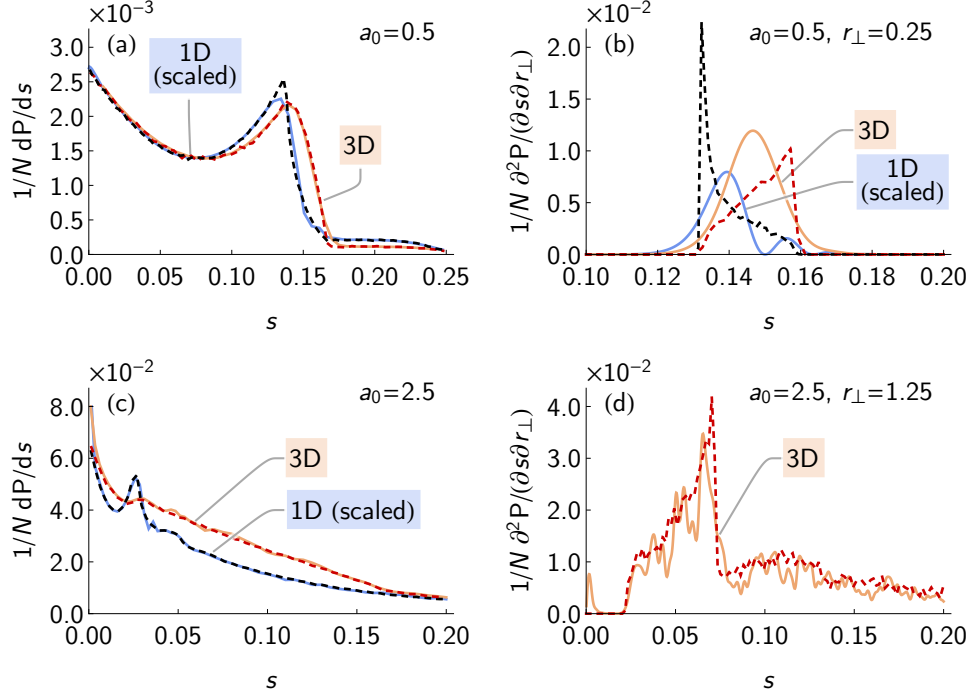 ×10⁻³
(a)
a₀=0.5
1D
(scaled)
3D
1/N dP/ds
3.0
2.5
2.0
1.5
1.0
0.5
0.0
0.00 0.05 0.10 0.15 0.20 0.25
s
×10⁻²
(b)
a₀=0.5, r⊥=0.25
3D
1D
(scaled)
1/N ∂²P/(∂s∂r⊥)
2.0
1.5
1.0
0.5
0.0
0.10 0.12 0.14 0.16 0.18 0.20
s
×10⁻²
(c)
a₀=2.5
3D
1D (scaled)
1/N dP/ds
8.0
6.0
4.0
2.0
0.0
0.00 0.05 0.10 0.15 0.20
s
×10⁻²
(d)
a₀=2.5, r⊥=1.25
3D
1/N ∂²P/(∂s∂r⊥)
4.0
3.0
2.0
1.0
0.0
0.00 0.05 0.10 0.15 0.20
s